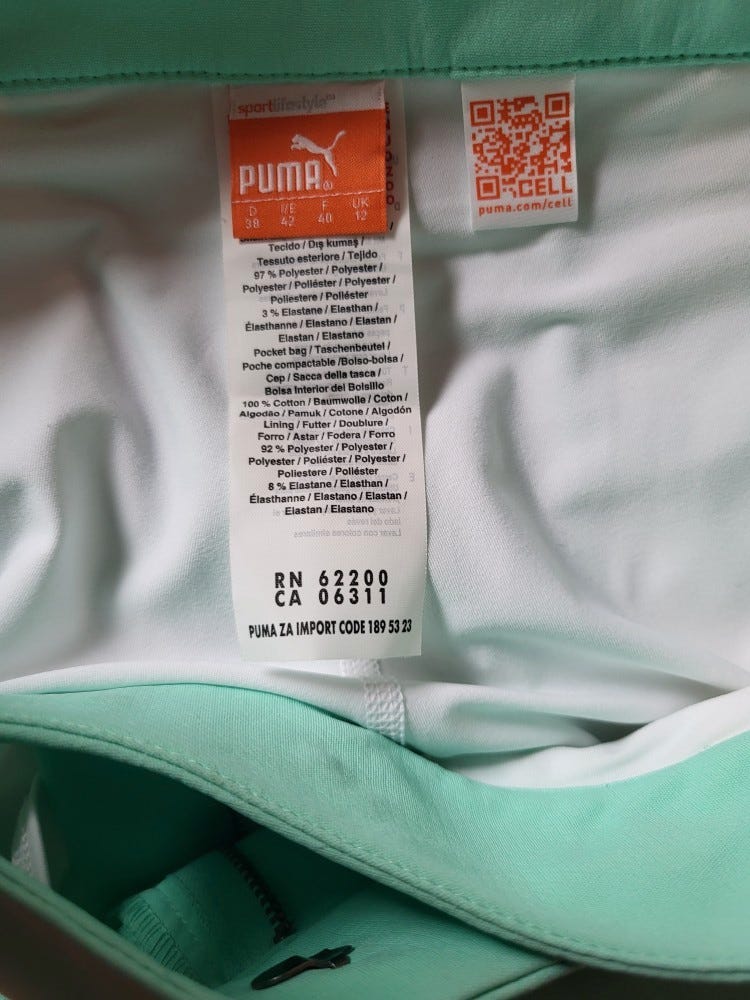 sportlifestyle
PUMA®
D I/E F UK
38 42 40 12
CELL
puma.com/cell
Tecido / Dış kumaş /
Tessuto esteriore / Tejido
97 % Polyester / Polyester /
Polyester / Poliéster / Polyester /
Poliestere / Poliéster
3 % Elastane / Elasthan /
Élasthanne / Elastano / Elastan /
Elastan / Elastano
Pocket bag / Taschenbeutel /
Poche compactable /Bolso-bolsa /
Cep / Sacca della tasca /
Bolsa Interior del Bolsillo
100 % Cotton / Baumwolle / Coton /
Algodão / Pamuk / Cotone / Algodón
Lining / Futter / Doublure /
Forro / Astar / Fodera / Forro
92 % Polyester / Polyester /
Polyester / Poliéster / Polyester /
Poliestere / Poliéster
8 % Elastane / Elasthan /
Élasthanne / Elastano / Elastan /
Elastan / Elastano
RN 62200
CA 06311
PUMA ZA IMPORT CODE 189 53 23